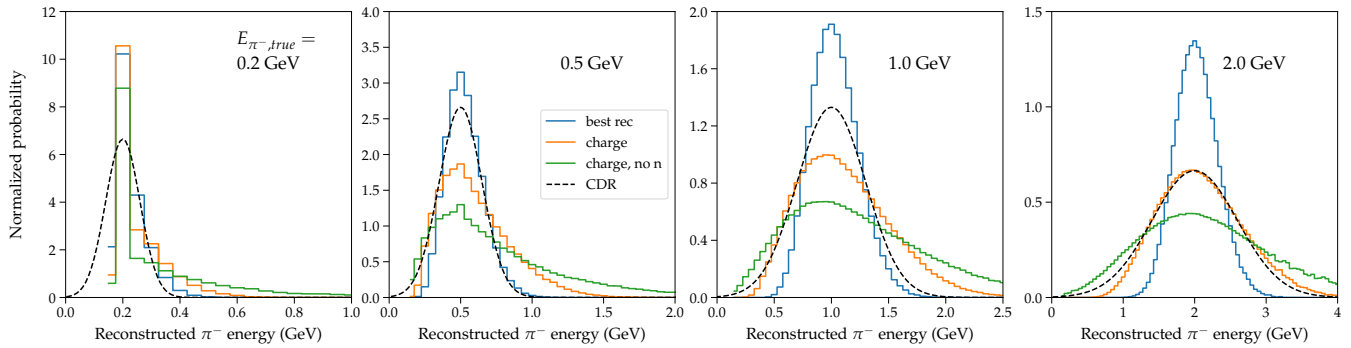 Normalized probability
12
10
8
6
4
2
0
0.0 0.2 0.4 0.6 0.8 1.0
E_{π⁻,true} =
0.2 GeV
Reconstructed π⁻ energy (GeV)
4.0
3.5
3.0
2.5
2.0
1.5
1.0
0.5
0.0
0.0 0.5 1.0 1.5 2.0
0.5 GeV
best rec
charge
charge, no n
CDR
Reconstructed π⁻ energy (GeV)
2.0
1.6
1.2
0.8
0.4
0.0
0.0 0.5 1.0 1.5 2.0 2.5
1.0 GeV
Reconstructed π⁻ energy (GeV)
1.5
1.0
0.5
0.0
0 1 2 3 4
2.0 GeV
Reconstructed π⁻ energy (GeV)